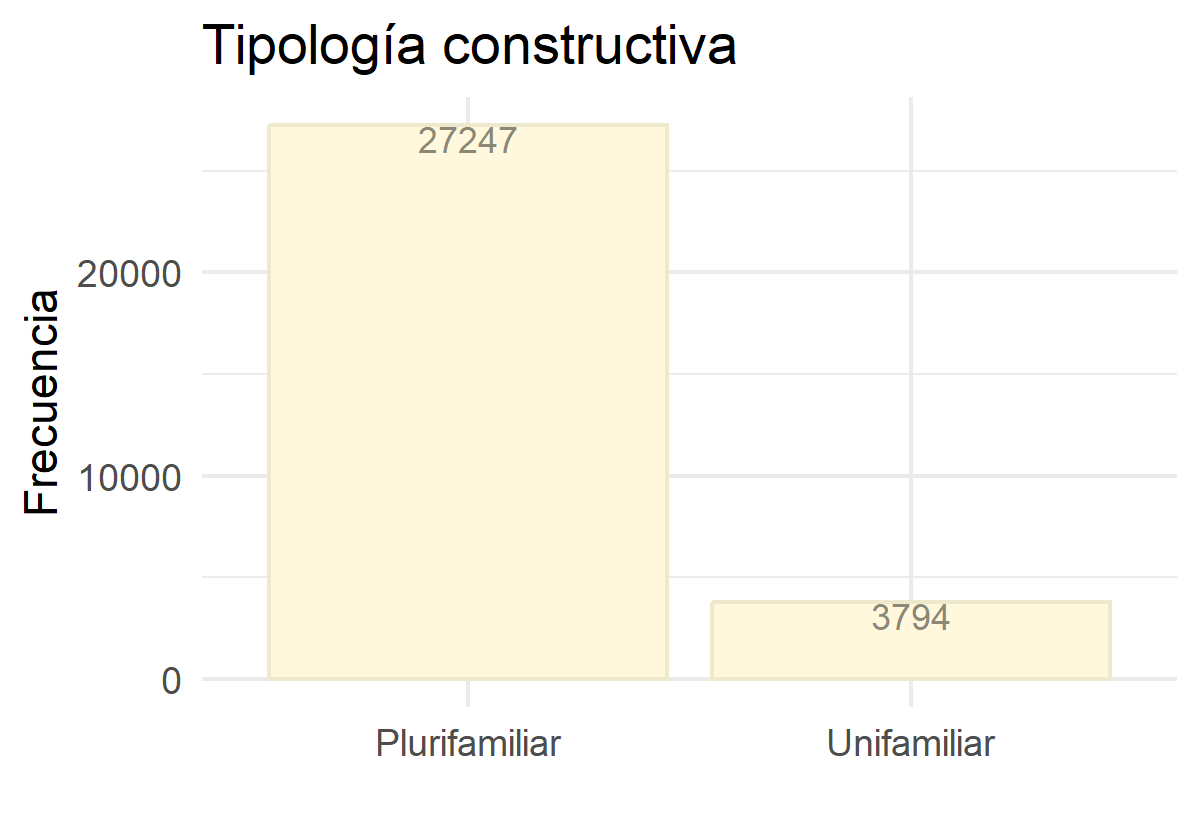 Tipología constructiva
Frecuencia
27247
20000
10000
3794
0
Plurifamiliar
Unifamiliar